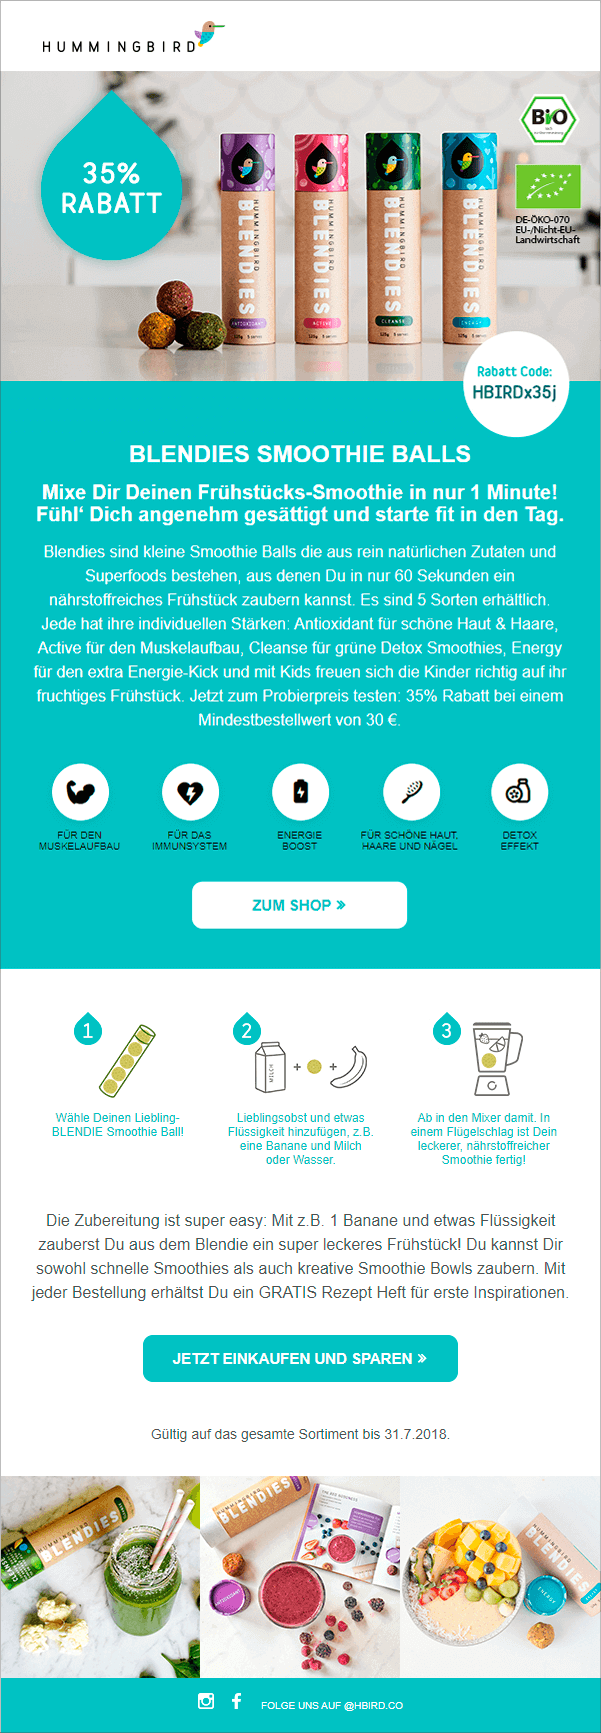 HUMMINGBIRD
35%
RABATT
BiO
DE-ÖKO-070
EU-/Nicht-EU-
Landwirtschaft
HUMMINGBIRD
BLENDIES
ANTIOXIDANT
HUMMINGBIRD
BLENDIES
ACTIVE
HUMMINGBIRD
BLENDIES
CLEANSE
HUMMINGBIRD
BLENDIES
ENERGY
Rabatt Code:
HBIRDx35j
BLENDIES SMOOTHIE BALLS
Mixe Dir Deinen Frühstücks-Smoothie in nur 1 Minute!
Fühl‘ Dich angenehm gesättigt und starte fit in den Tag.
Blendies sind kleine Smoothie Balls die aus rein natürlichen Zutaten und
Superfoods bestehen, aus denen Du in nur 60 Sekunden ein
nährstoffreiches Frühstück zaubern kannst. Es sind 5 Sorten erhältlich.
Jede hat ihre individuellen Stärken: Antioxidant für schöne Haut & Haare,
Active für den Muskelaufbau, Cleanse für grüne Detox Smoothies, Energy
für den extra Energie-Kick und mit Kids freuen sich die Kinder richtig auf ihr
fruchtiges Frühstück. Jetzt zum Probierpreis testen: 35% Rabatt bei einem
Mindestbestellwert von 30 €.
FÜR DEN
MUSKELAUFBAU
FÜR DAS
IMMUNSYSTEM
ENERGIE
BOOST
FÜR SCHÖNE HAUT,
HAARE UND NÄGEL
DETOX
EFFEKT
ZUM SHOP »
1
Wähle Deinen Liebling-
BLENDIE Smoothie Ball!
2
MILCH
+ +
Lieblingsobst und etwas
Flüssigkeit hinzufügen, z.B.
eine Banane und Milch
oder Wasser.
3
Ab in den Mixer damit. In
einem Flügelschlag ist Dein
leckerer, nährstoffreicher
Smoothie fertig!
Die Zubereitung ist super easy: Mit z.B. 1 Banane und etwas Flüssigkeit
zauberst Du aus dem Blendie ein super leckeres Frühstück! Du kannst Dir
sowohl schnelle Smoothies als auch kreative Smoothie Bowls zaubern. Mit
jeder Bestellung erhältst Du ein GRATIS Rezept Heft für erste Inspirationen.
JETZT EINKAUFEN UND SPAREN »
Gültig auf das gesamte Sortiment bis 31.7.2018.
HUMMINGBIRD
BLENDIES
HUMMINGBIRD
BLENDIES
ANTIOXIDANT
HUMMINGBIRD
BLENDIES
ENERGY
FOLGE UNS AUF @HBIRD.CO